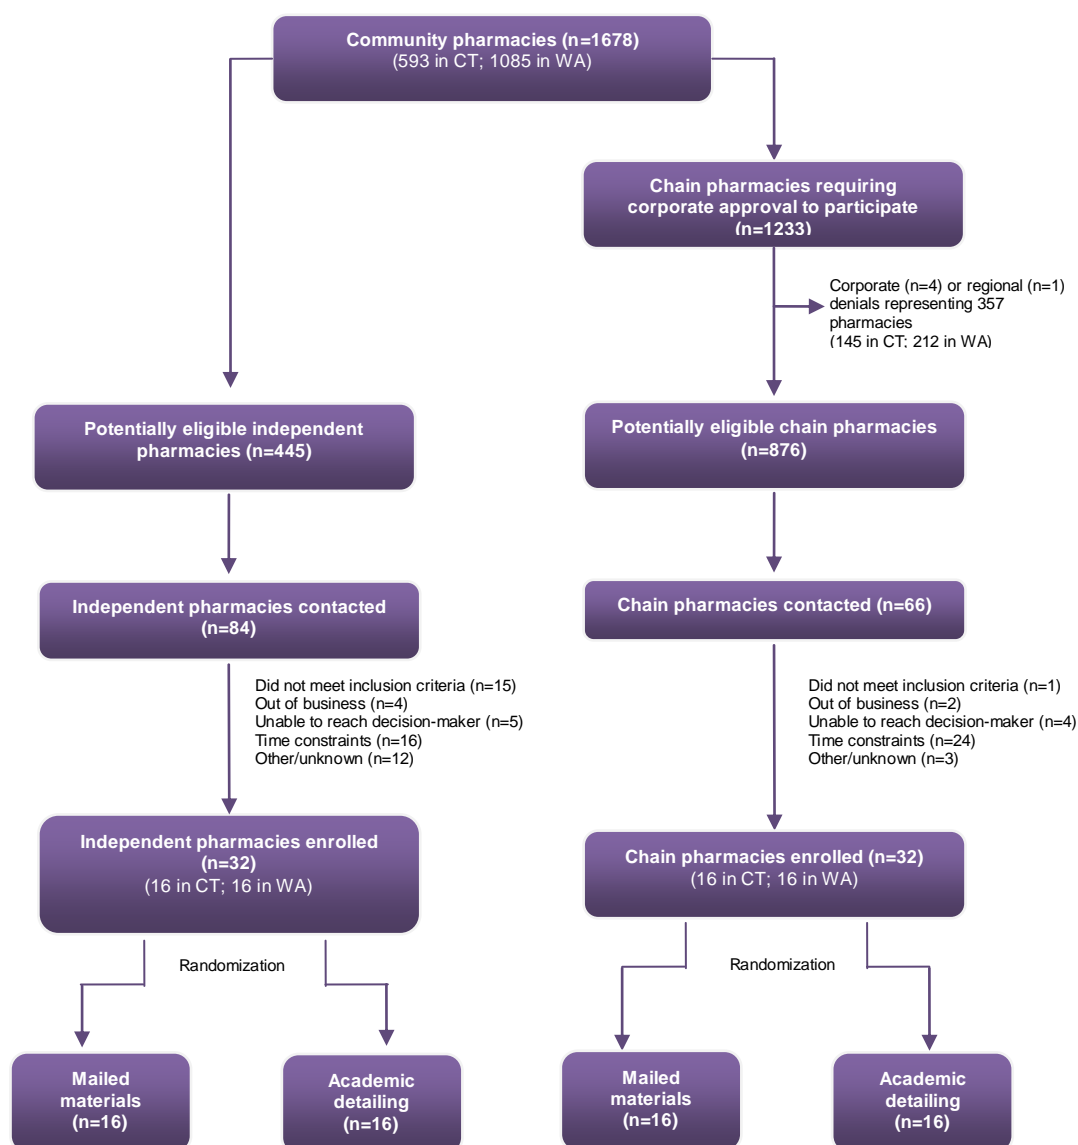 Community pharmacies (n=1678)
(593 in CT; 1085 in WA)
Chain pharmacies requiring
corporate approval to participate
(n=1233)
Corporate (n=4) or regional (n=1)
denials representing 357
pharmacies
(145 in CT; 212 in WA)
Potentially eligible independent
pharmacies (n=445)
Potentially eligible chain pharmacies
(n=876)
Independent pharmacies contacted
(n=84)
Chain pharmacies contacted (n=66)
Did not meet inclusion criteria (n=15)
Out of business (n=4)
Unable to reach decision-maker (n=5)
Time constraints (n=16)
Other/unknown (n=12)
Did not meet inclusion criteria (n=1)
Out of business (n=2)
Unable to reach decision-maker (n=4)
Time constraints (n=24)
Other/unknown (n=3)
Independent pharmacies enrolled
(n=32)
(16 in CT; 16 in WA)
Chain pharmacies enrolled (n=32)
(16 in CT; 16 in WA)
Randomization
Randomization
Mailed
materials
(n=16)
Academic
detailing
(n=16)
Mailed
materials
(n=16)
Academic
detailing
(n=16)